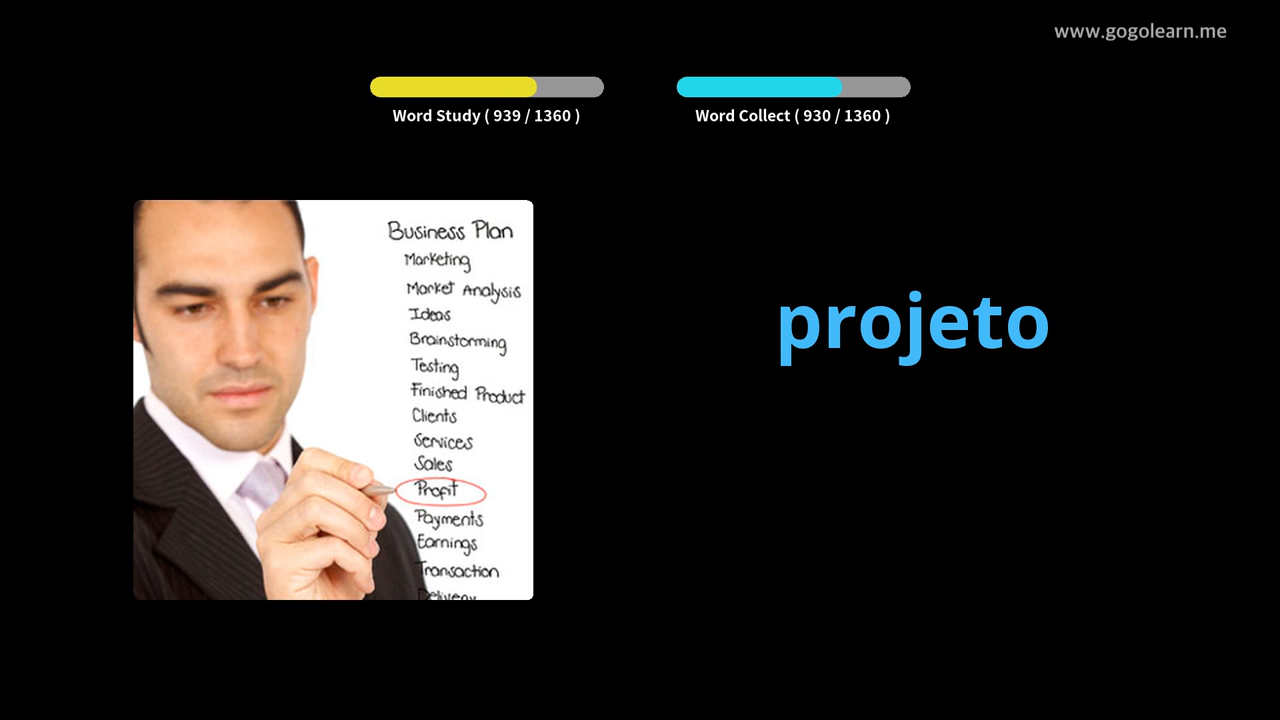 www.gogolearn.me
Word Study ( 939 / 1360 )
Word Collect ( 930 / 1360 )
Business Plan
Marketing
Market Analysis
Ideas
Brainstorming
Testing
Finished Product
Clients
Services
Sales
Profit
Payments
Earnings
Transaction
Delivery
projeto